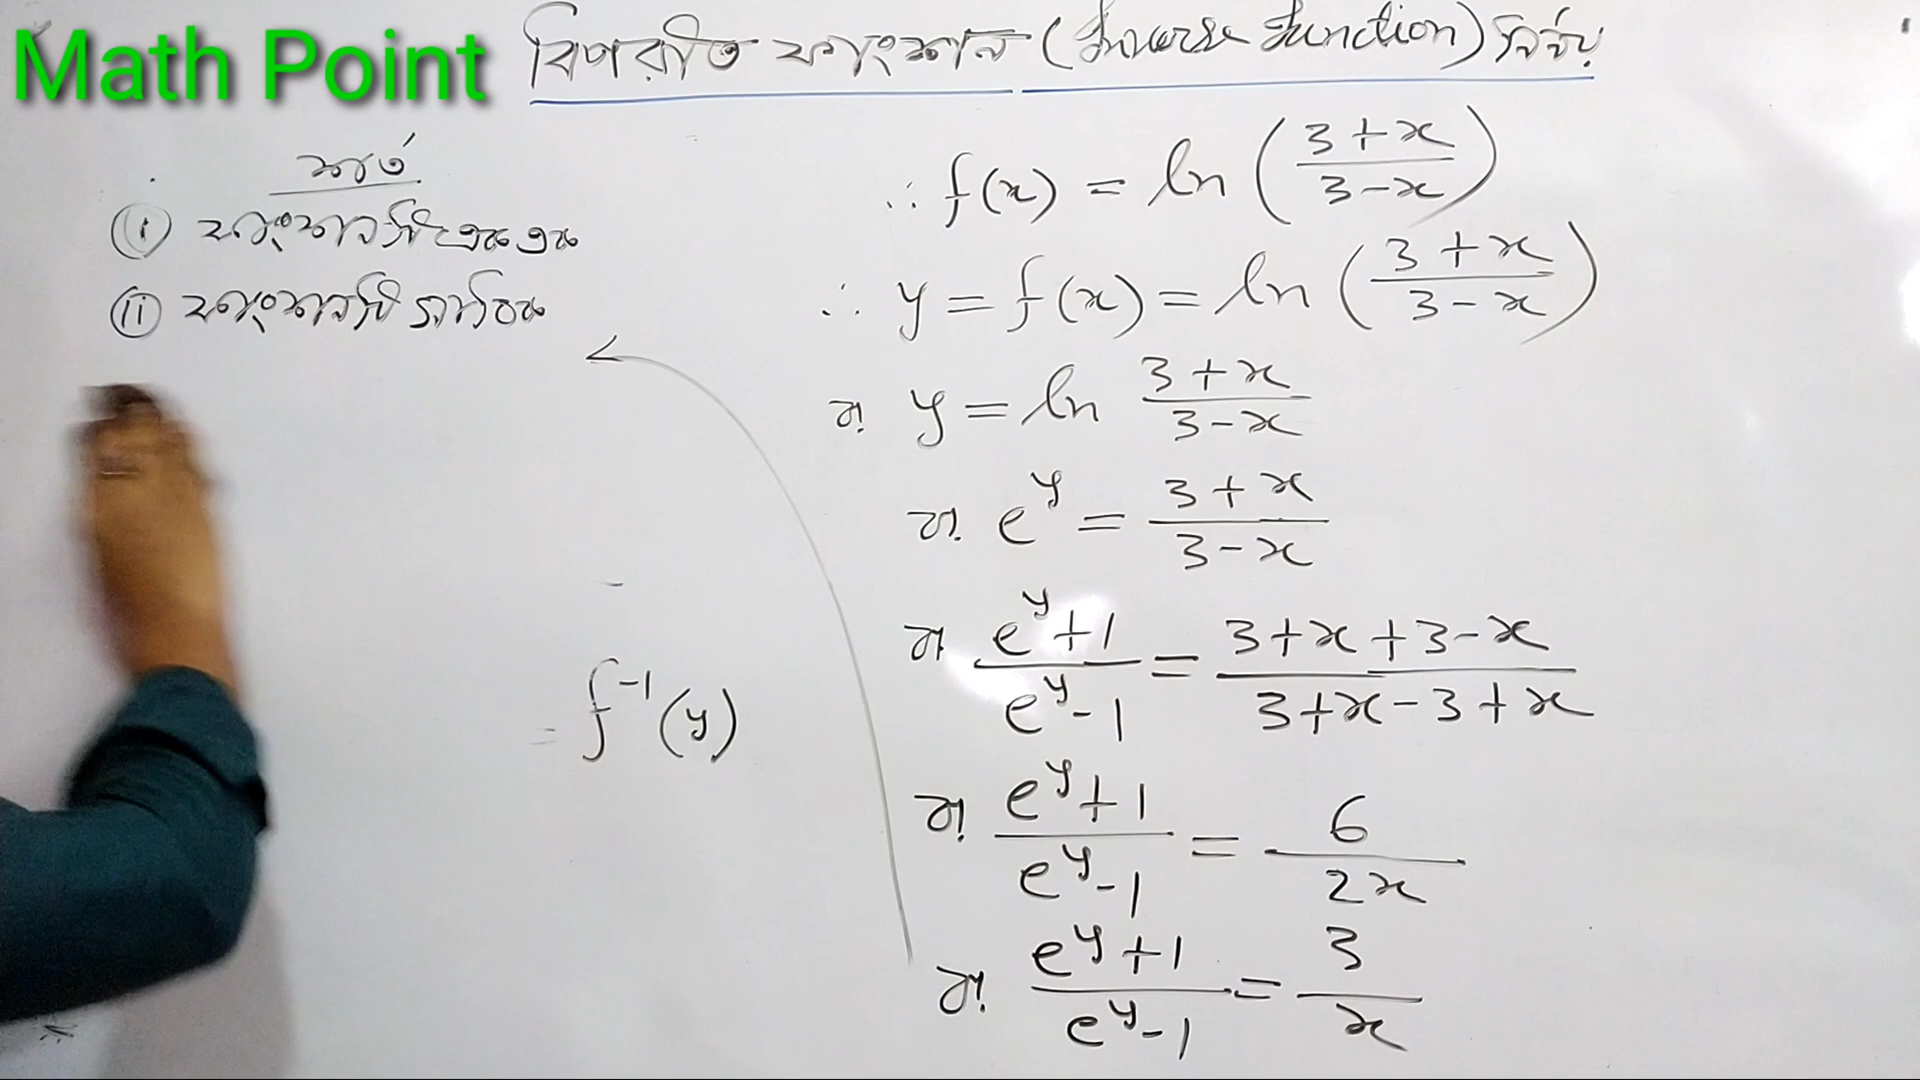 Math Point
বিপরীত ফাংশন (Inverse Function) নির্ণয়
শর্ত
(i) ফাংশনটি এক এক
(ii) ফাংশনটি সার্বিক
= f⁻¹(y)
∴ f(x) = ln (3+x / 3-x)
∴ y = f(x) = ln (3+x / 3-x)
বা, y = ln 3+x / 3-x
বা, e^y = 3+x / 3-x
বা, e^y+1 / e^y-1 = 3+x+3-x / 3+x-3+x
বা, e^y+1 / e^y-1 = 6 / 2x
বা, e^y+1 / e^y-1 = 3 / x